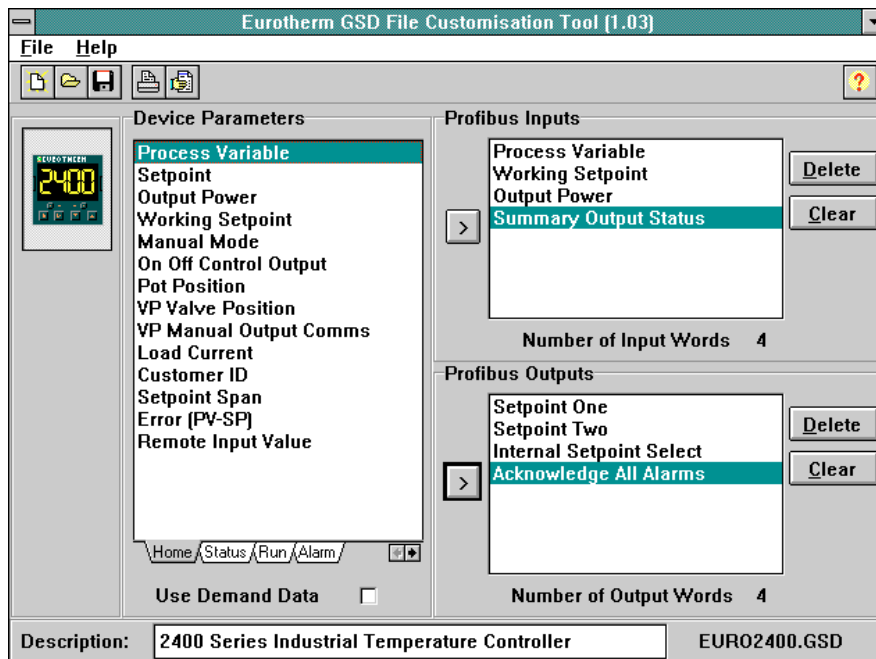 Eurotherm GSD File Customisation Tool (1.03)
File Help
?
Device Parameters
EUROTHERM
2400
Process Variable
Setpoint
Output Power
Working Setpoint
Manual Mode
On Off Control Output
Pot Position
VP Valve Position
VP Manual Output Comms
Load Current
Customer ID
Setpoint Span
Error (PV-SP)
Remote Input Value
Home Status Run Alarm
Use Demand Data
Profibus Inputs
>
Process Variable
Working Setpoint
Output Power
Summary Output Status
Delete
Clear
Number of Input Words 4
Profibus Outputs
>
Setpoint One
Setpoint Two
Internal Setpoint Select
Acknowledge All Alarms
Delete
Clear
Number of Output Words 4
Description: 2400 Series Industrial Temperature Controller EURO2400.GSD